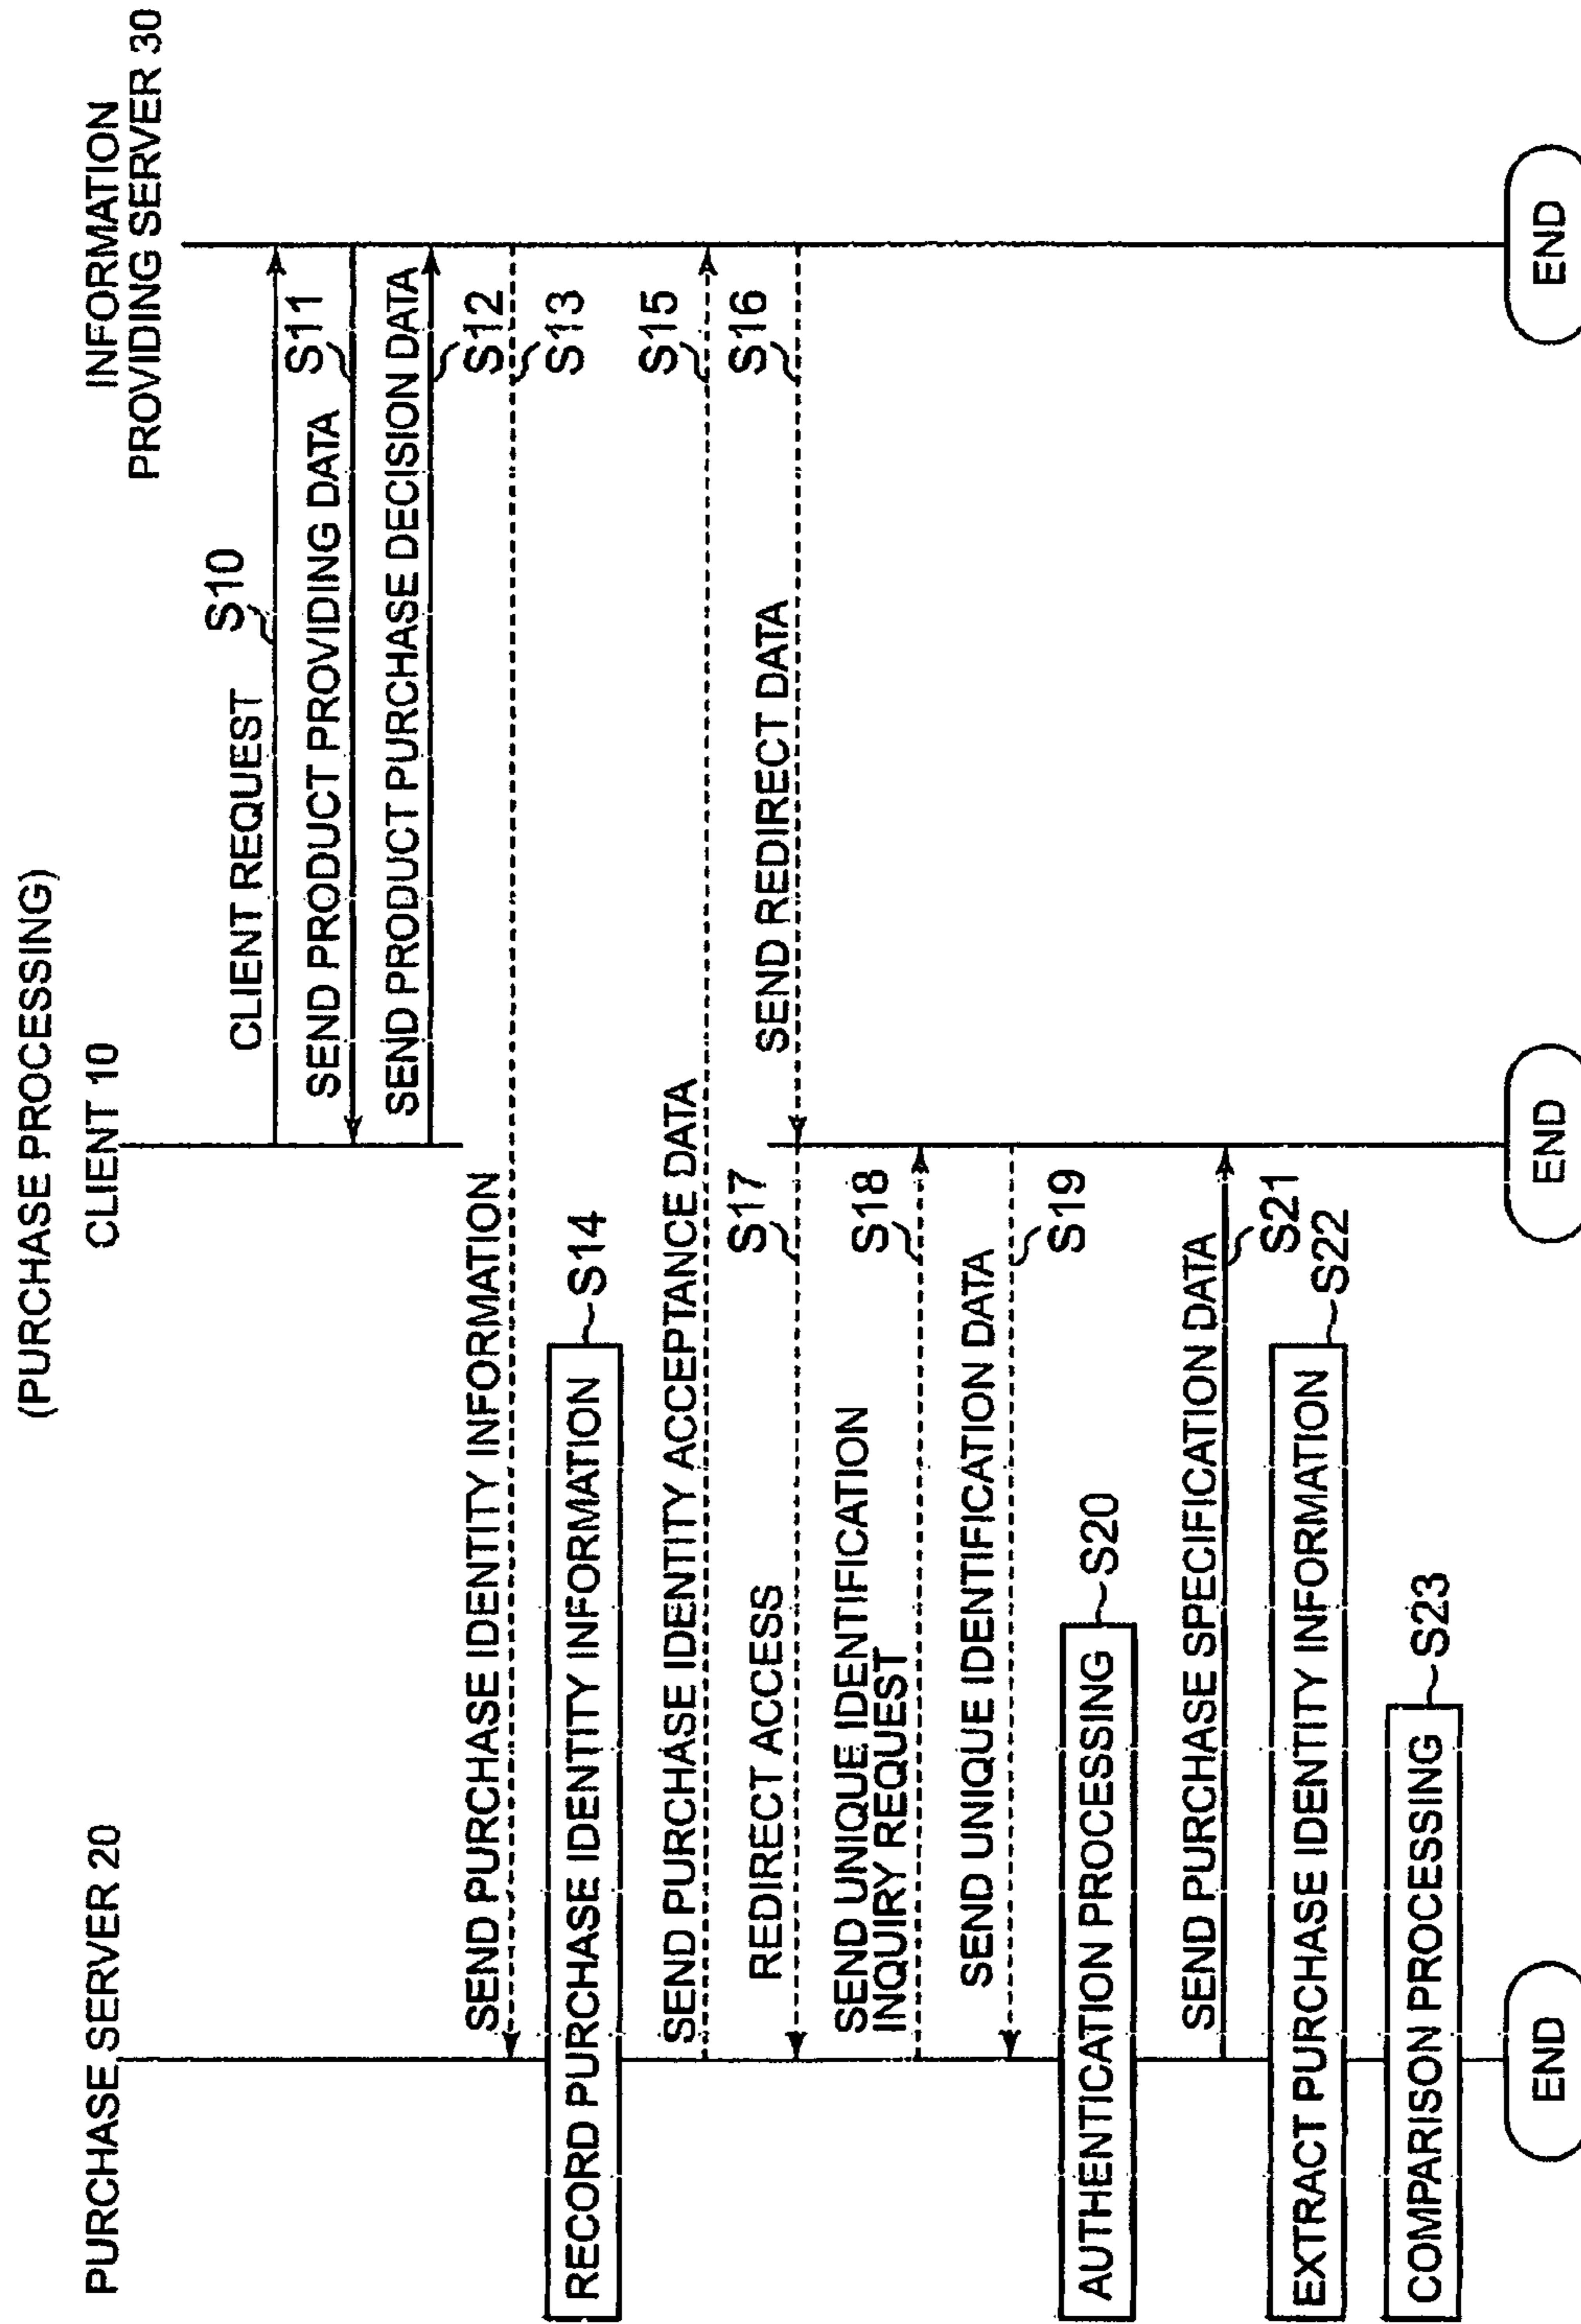 (PURCHASE PROCESSING)
PURCHASE SERVER 20
CLIENT 10
INFORMATION
PROVIDING SERVER 30
CLIENT REQUEST
S10
SEND PRODUCT PROVIDING DATA
S11
SEND PRODUCT PURCHASE DECISION DATA
S12
SEND PURCHASE IDENTITY INFORMATION
S13
RECORD PURCHASE IDENTITY INFORMATION
S14
SEND PURCHASE IDENTITY ACCEPTANCE DATA
S15
SEND REDIRECT DATA
S16
REDIRECT ACCESS
S17
SEND UNIQUE IDENTIFICATION
INQUIRY REQUEST
S18
SEND UNIQUE IDENTIFICATION DATA
S19
AUTHENTICATION PROCESSING
S20
SEND PURCHASE SPECIFICATION DATA
S21
EXTRACT PURCHASE IDENTITY INFORMATION
S22
COMPARISON PROCESSING
S23
END
END
END